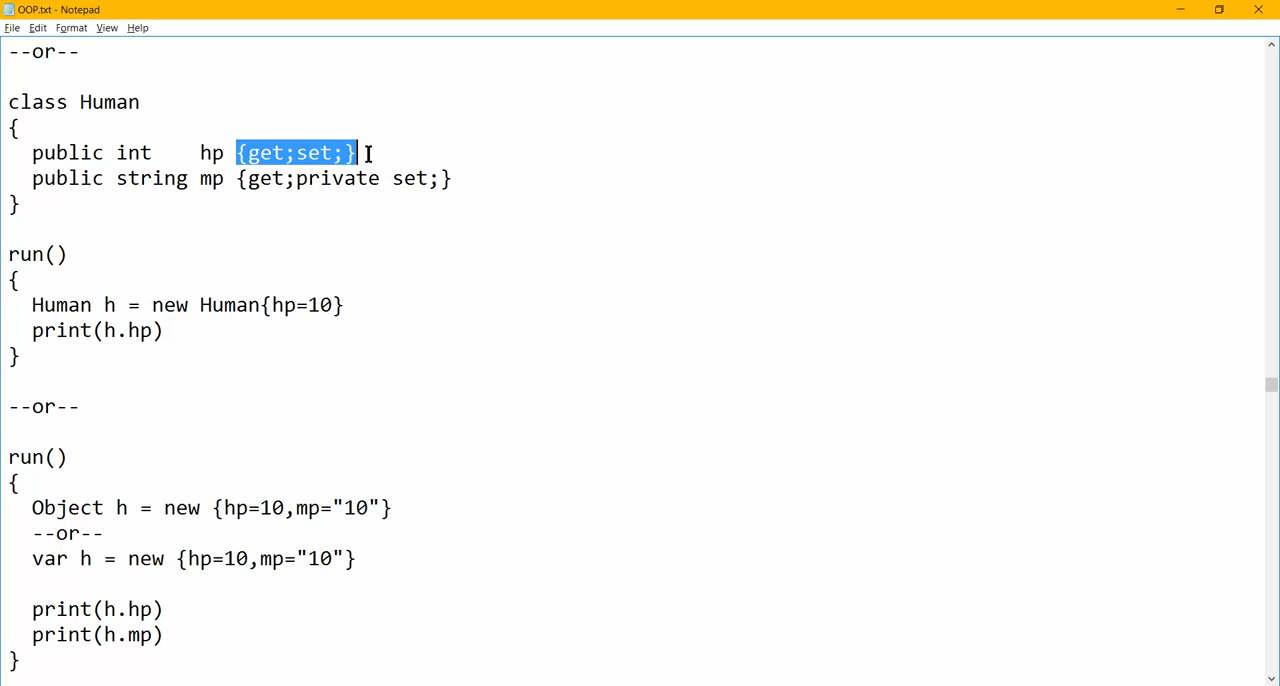 OOP.txt - Notepad
File Edit Format View Help
--or--
class Human
{
  public int    hp {get;set;}
  public string mp {get;private set;}
}
run()
{
  Human h = new Human{hp=10}
  print(h.hp)
}
--or--
run()
{
  Object h = new {hp=10,mp="10"}
  --or--
  var h = new {hp=10,mp="10"}
  print(h.hp)
  print(h.mp)
}